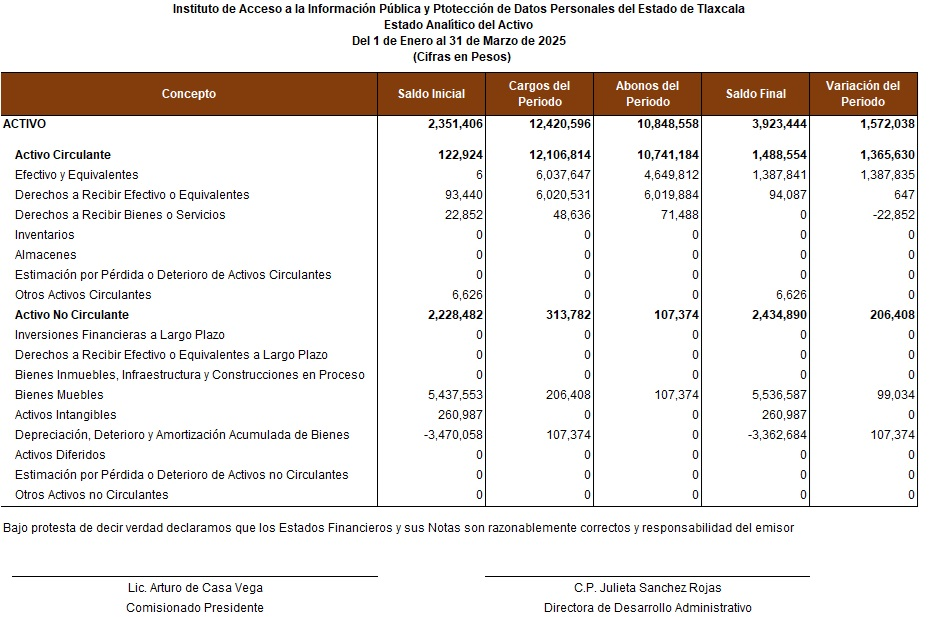 Instituto de Acceso a la Información Pública y Ptotección de Datos Personales del Estado de Tlaxcala
Estado Analítico del Activo
Del 1 de Enero al 31 de Marzo de 2025
(Cifras en Pesos)
Concepto Saldo Inicial Cargos del Periodo Abonos del Periodo Saldo Final Variación del Periodo
ACTIVO 2,351,406 12,420,596 10,848,558 3,923,444 1,572,038
Activo Circulante 122,924 12,106,814 10,741,184 1,488,554 1,365,630
Efectivo y Equivalentes 6 6,037,647 4,649,812 1,387,841 1,387,835
Derechos a Recibir Efectivo o Equivalentes 93,440 6,020,531 6,019,884 94,087 647
Derechos a Recibir Bienes o Servicios 22,852 48,636 71,488 0 -22,852
Inventarios 0 0 0 0 0
Almacenes 0 0 0 0 0
Estimación por Pérdida o Deterioro de Activos Circulantes 0 0 0 0 0
Otros Activos Circulantes 6,626 0 0 6,626 0
Activo No Circulante 2,228,482 313,782 107,374 2,434,890 206,408
Inversiones Financieras a Largo Plazo 0 0 0 0 0
Derechos a Recibir Efectivo o Equivalentes a Largo Plazo 0 0 0 0 0
Bienes Inmuebles, Infraestructura y Construcciones en Proceso 0 0 0 0 0
Bienes Muebles 5,437,553 206,408 107,374 5,536,587 99,034
Activos Intangibles 260,987 0 0 260,987 0
Depreciación, Deterioro y Amortización Acumulada de Bienes -3,470,058 107,374 0 -3,362,684 107,374
Activos Diferidos 0 0 0 0 0
Estimación por Pérdida o Deterioro de Activos no Circulantes 0 0 0 0 0
Otros Activos no Circulantes 0 0 0 0 0
Bajo protesta de decir verdad declaramos que los Estados Financieros y sus Notas son razonablemente correctos y responsabilidad del emisor
Lic. Arturo de Casa Vega C.P. Julieta Sanchez Rojas
Comisionado Presidente Directora de Desarrollo Administrativo